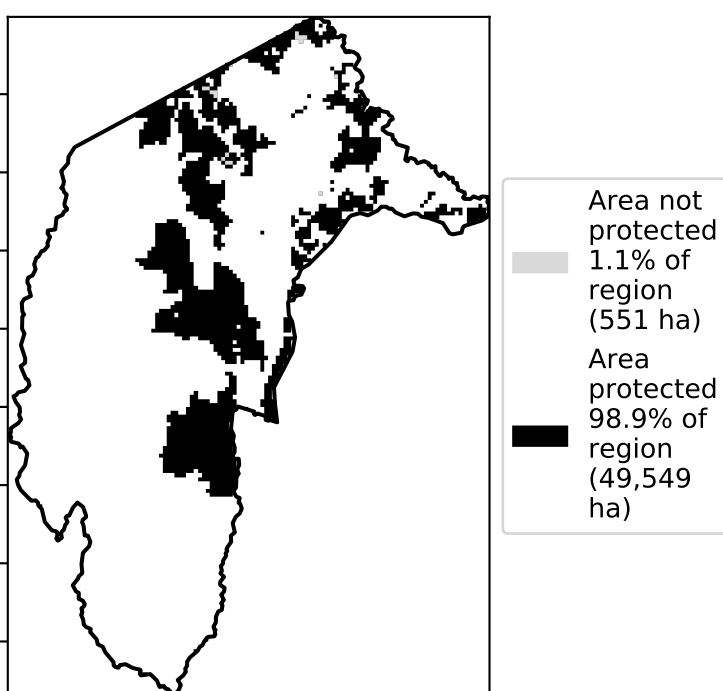 Area not
protected
1.1% of
region
(551 ha)
Area
protected
98.9% of
region
(49,549
ha)